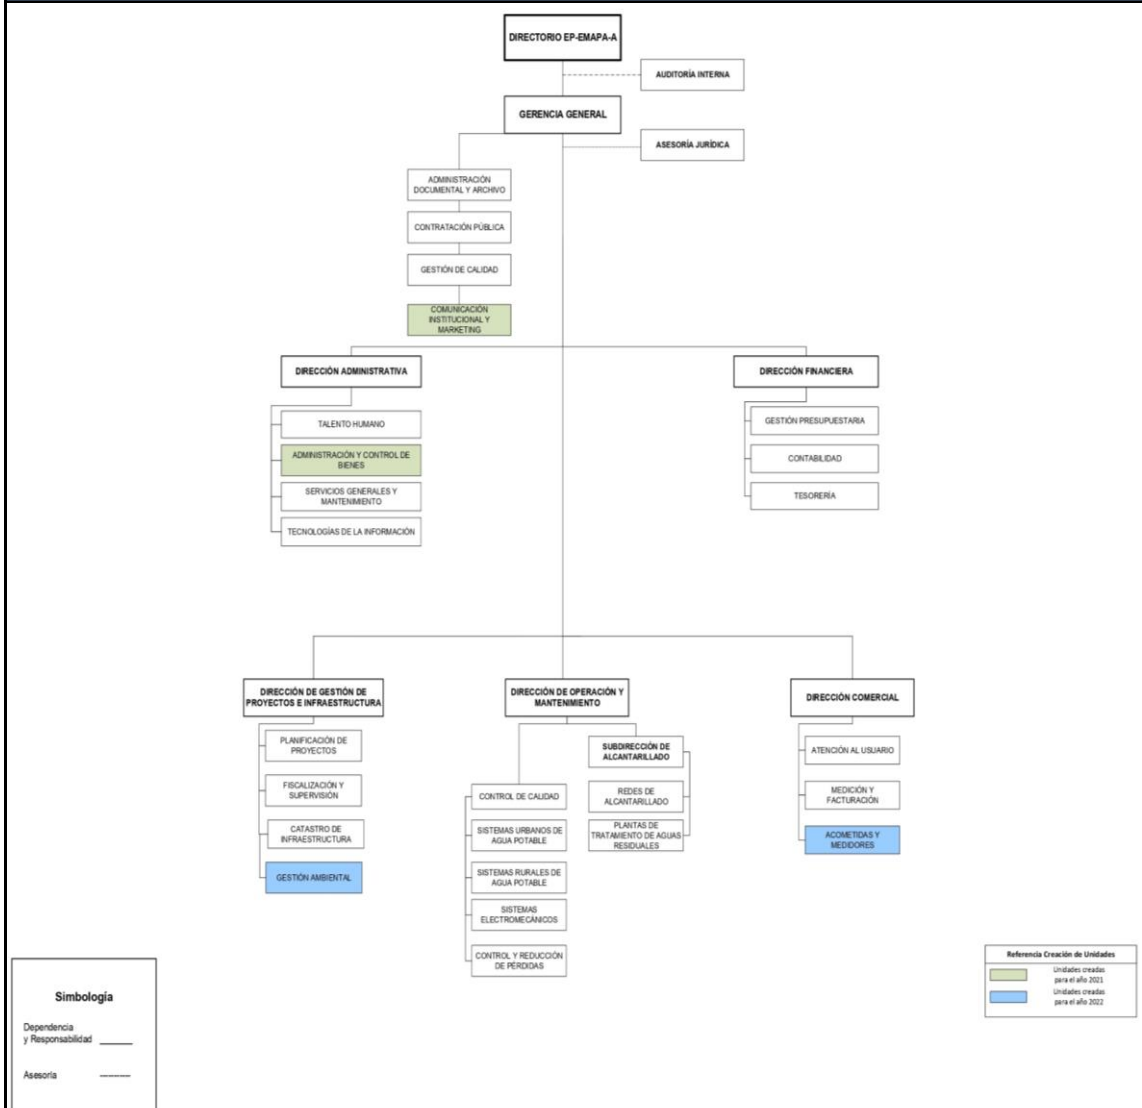 DIRECTORIO EP-EMAPA-A
AUDITORÍA INTERNA
GERENCIA GENERAL
ASESORÍA JURÍDICA
ADMINISTRACIÓN
DOCUMENTAL Y ARCHIVO
CONTRATACIÓN PÚBLICA
GESTIÓN DE CALIDAD
COMUNICACIÓN
INSTITUCIONAL Y
MARKETING
DIRECCIÓN ADMINISTRATIVA
TALENTO HUMANO
ADMINISTRACIÓN Y CONTROL DE
BIENES
SERVICIOS GENERALES Y
MANTENIMIENTO
TECNOLOGÍAS DE LA INFORMACIÓN
DIRECCIÓN FINANCIERA
GESTIÓN PRESUPUESTARIA
CONTABILIDAD
TESORERÍA
DIRECCIÓN DE GESTIÓN DE
PROYECTOS E INFRAESTRUCTURA
PLANIFICACIÓN DE
PROYECTOS
FISCALIZACIÓN Y
SUPERVISIÓN
CATASTRO DE
INFRAESTRUCTURA
GESTIÓN AMBIENTAL
DIRECCIÓN DE OPERACIÓN Y
MANTENIMIENTO
CONTROL DE CALIDAD
SISTEMAS URBANOS DE
AGUA POTABLE
SISTEMAS RURALES DE
AGUA POTABLE
SISTEMAS
ELECTROMECÁNICOS
CONTROL Y REDUCCIÓN
DE PÉRDIDAS
SUBDIRECCIÓN DE
ALCANTARILLADO
REDES DE
ALCANTARILLADO
PLANTAS DE
TRATAMIENTO DE AGUAS
RESIDUALES
DIRECCIÓN COMERCIAL
ATENCIÓN AL USUARIO
MEDICIÓN Y
FACTURACIÓN
ACOMETIDAS Y
MEDIDORES
Simbología
Dependencia
y Responsabilidad
Asesoría
Referencia Creación de Unidades
Unidades creadas
para el año 2021
Unidades creadas
para el año 2022